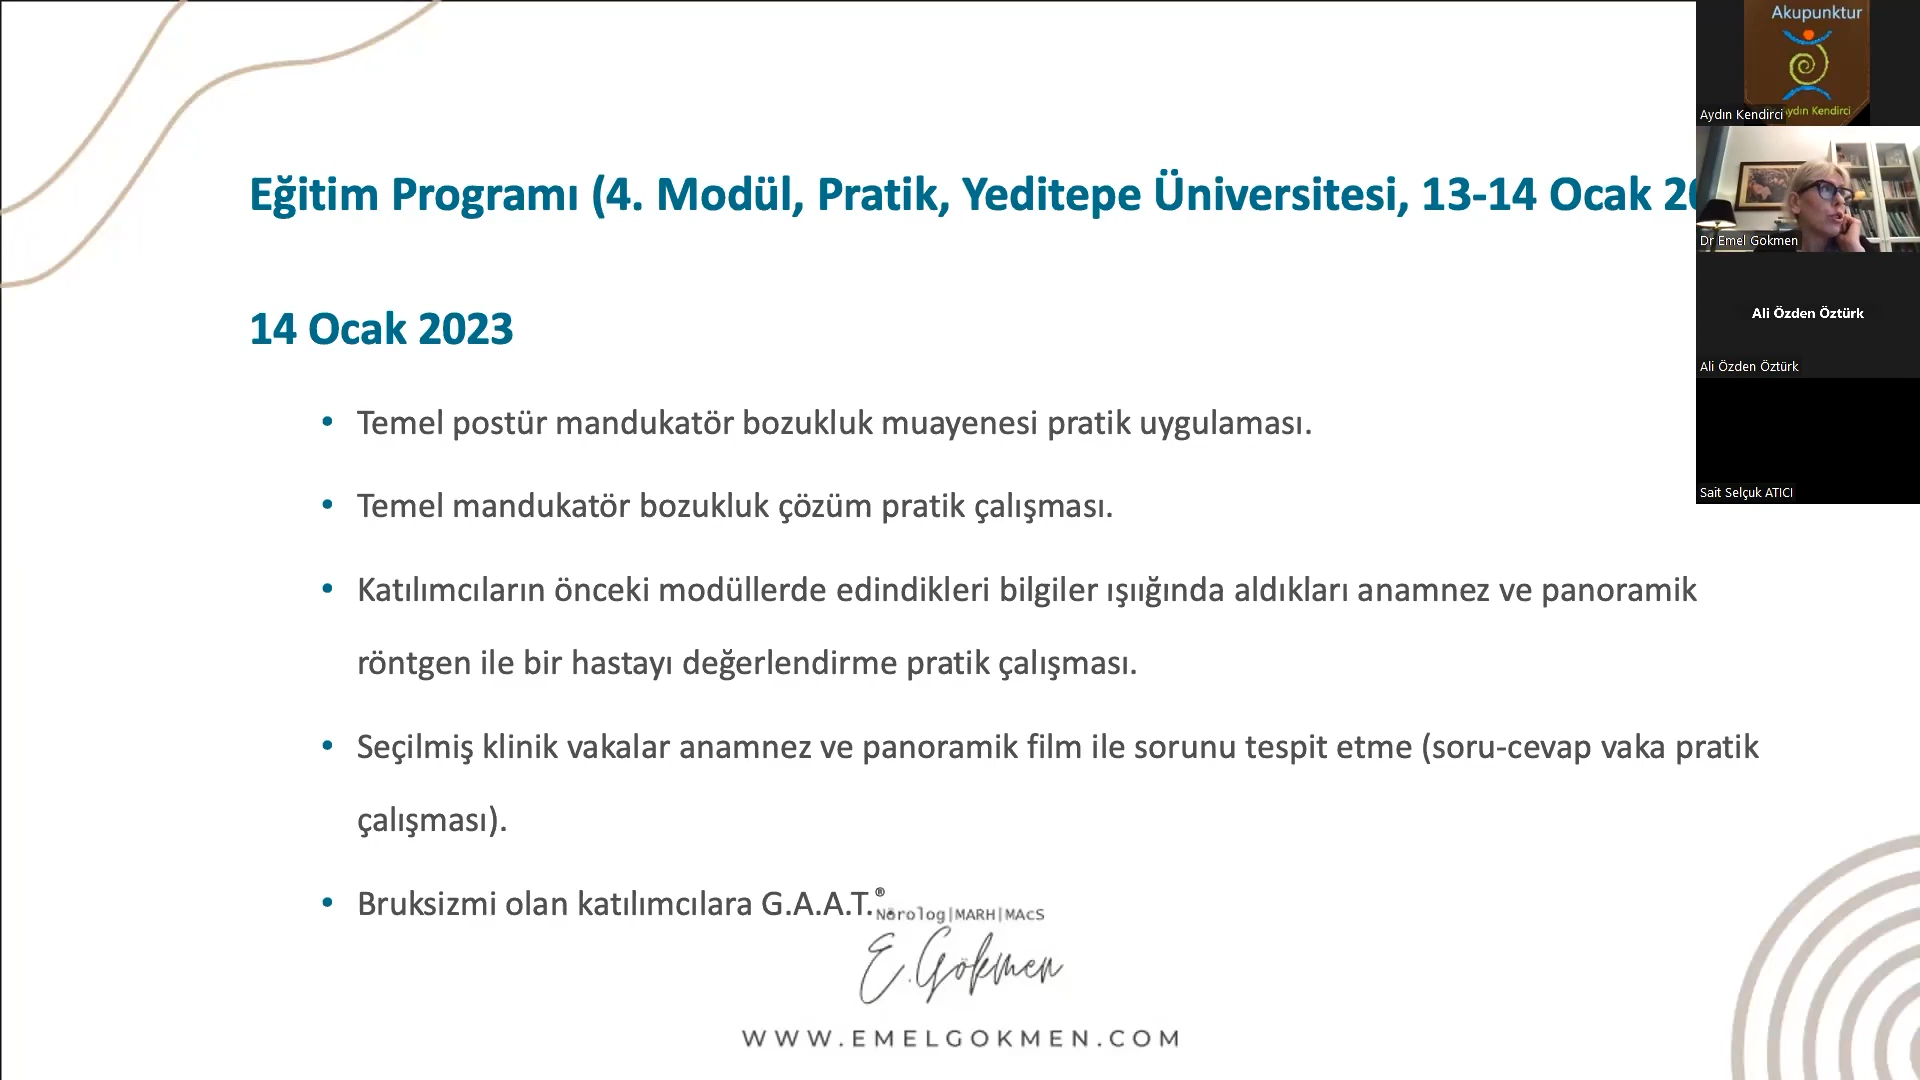 Eğitim Programı (4. Modül, Pratik, Yeditepe Üniversitesi, 13-14 Ocak 20
14 Ocak 2023
• Temel postür mandukatör bozukluk muayenesi pratik uygulaması.
• Temel mandukatör bozukluk çözüm pratik çalışması.
• Katılımcıların önceki modüllerde edindikleri bilgiler ışıığında aldıkları anamnez ve panoramik
röntgen ile bir hastayı değerlendirme pratik çalışması.
• Seçilmiş klinik vakalar anamnez ve panoramik film ile sorunu tespit etme (soru-cevap vaka pratik
çalışması).
• Bruksizmi olan katılımcılara G.A.A.T.®.
Nörolog|MARH|MAcS
E.Gökmen
WWW.EMELGOKMEN.COM
Akupunktur
Aydın Kendirci
Aydın Kendirci
Dr Emel Gokmen
Ali Özden Öztürk
Ali Özden Öztürk
Sait Selçuk ATICI